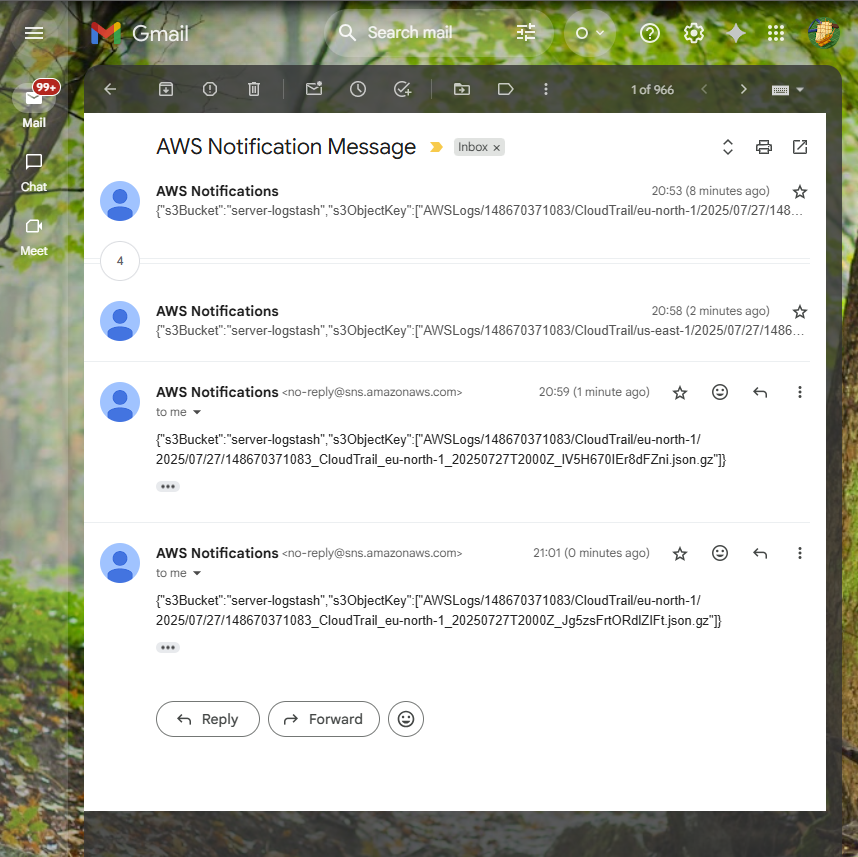 Gmail
Search mail
99+
Mail
Chat
Meet
1 of 966
AWS Notification Message
Inbox ×
AWS Notifications
20:53 (8 minutes ago)
{"s3Bucket":"server-logstash","s3ObjectKey":["AWSLogs/148670371083/CloudTrail/eu-north-1/2025/07/27/148...
4
AWS Notifications
20:58 (2 minutes ago)
{"s3Bucket":"server-logstash","s3ObjectKey":["AWSLogs/148670371083/CloudTrail/us-east-1/2025/07/27/1486...
AWS Notifications <no-reply@sns.amazonaws.com>
20:59 (1 minute ago)
to me
{"s3Bucket":"server-logstash","s3ObjectKey":["AWSLogs/148670371083/CloudTrail/eu-north-1/
2025/07/27/148670371083_CloudTrail_eu-north-1_20250727T2000Z_lV5H670IEr8dFZni.json.gz"]}
AWS Notifications <no-reply@sns.amazonaws.com>
21:01 (0 minutes ago)
to me
{"s3Bucket":"server-logstash","s3ObjectKey":["AWSLogs/148670371083/CloudTrail/eu-north-1/
2025/07/27/148670371083_CloudTrail_eu-north-1_20250727T2000Z_Jg5zsFrtORdlZIFt.json.gz"]}
Reply
Forward